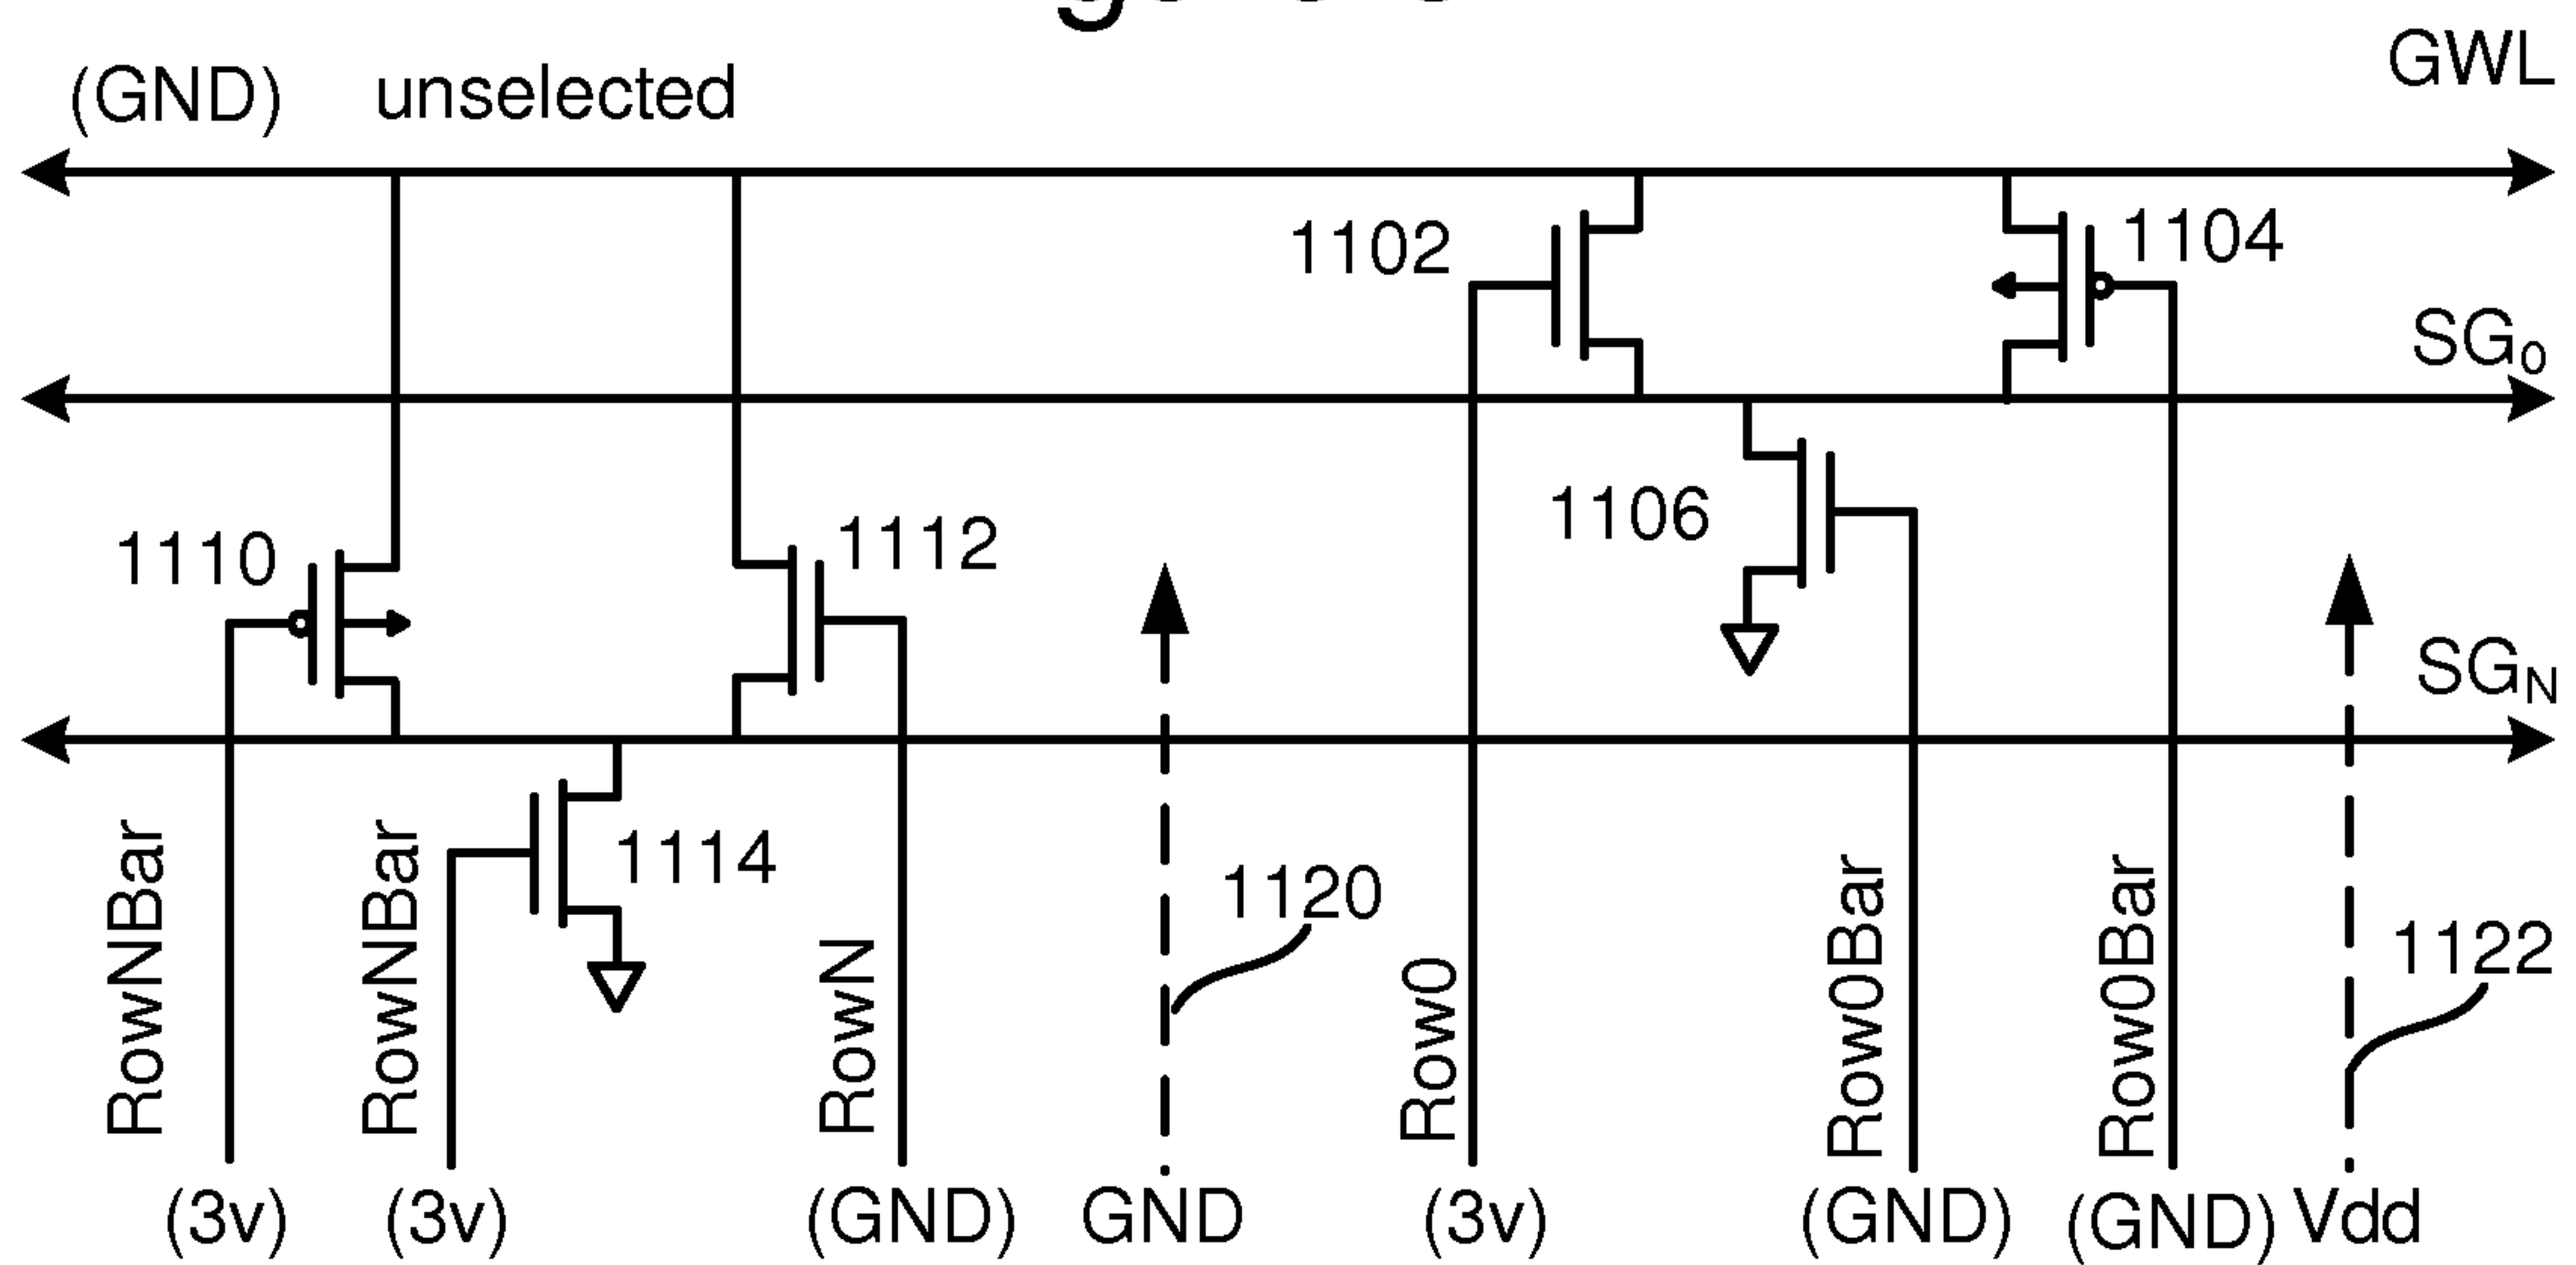 (GND) unselected GWL
1102 1104
SG0
1106
1110 1112
SGN
1114
1120
1122
RowNBar RowNBar RowN Row0 Row0Bar Row0Bar
(3v) (3v) (GND) GND (3v) (GND) (GND) Vdd